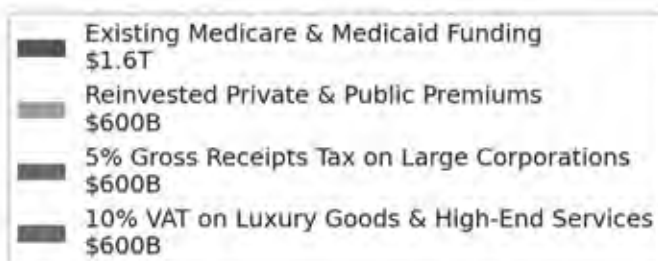 Existing Medicare & Medicaid Funding
$1.6T
Reinvested Private & Public Premiums
$600B
5% Gross Receipts Tax on Large Corporations
$600B
10% VAT on Luxury Goods & High-End Services
$600B